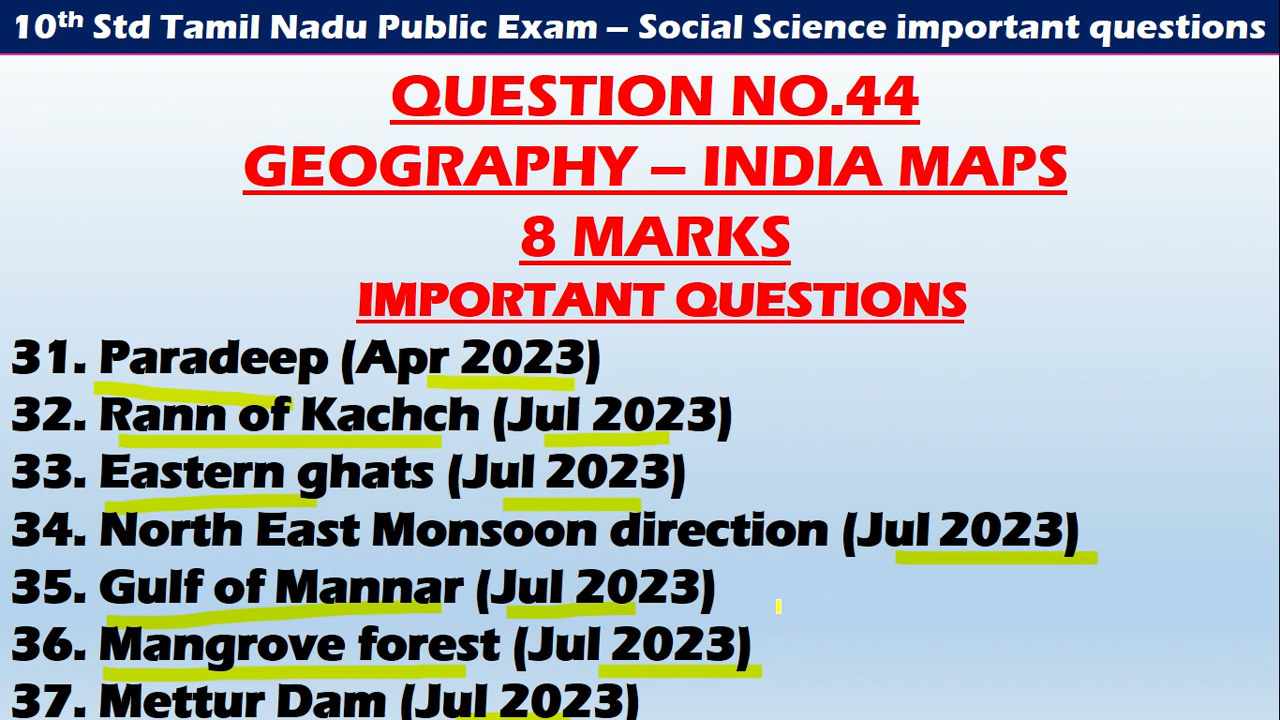 10th Std Tamil Nadu Public Exam – Social Science important questions
QUESTION NO.44
GEOGRAPHY – INDIA MAPS
8 MARKS
IMPORTANT QUESTIONS
31. Paradeep (Apr 2023)
32. Rann of Kachch (Jul 2023)
33. Eastern ghats (Jul 2023)
34. North East Monsoon direction (Jul 2023)
35. Gulf of Mannar (Jul 2023)
36. Mangrove forest (Jul 2023)
37. Mettur Dam (Jul 2023)